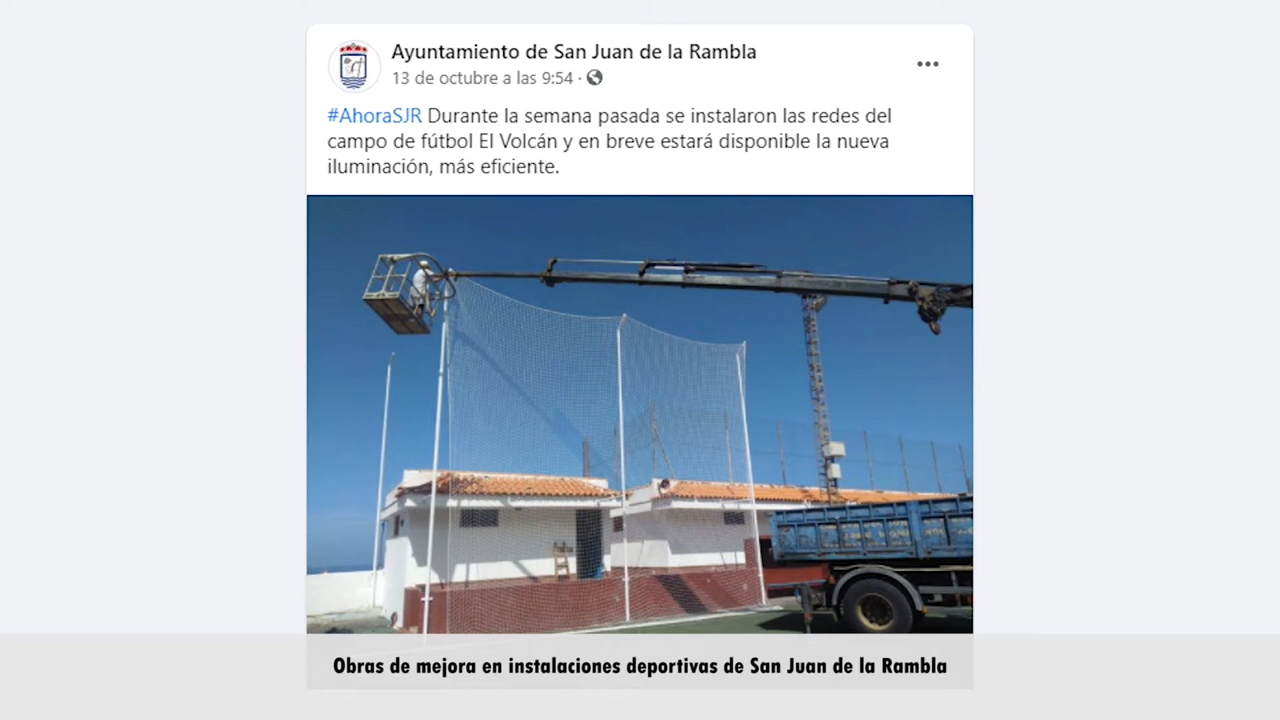 Ayuntamiento de San Juan de la Rambla
13 de octubre a las 9:54 ·
#AhoraSJR Durante la semana pasada se instalaron las redes del
campo de fútbol El Volcán y en breve estará disponible la nueva
iluminación, más eficiente.
Obras de mejora en instalaciones deportivas de San Juan de la Rambla